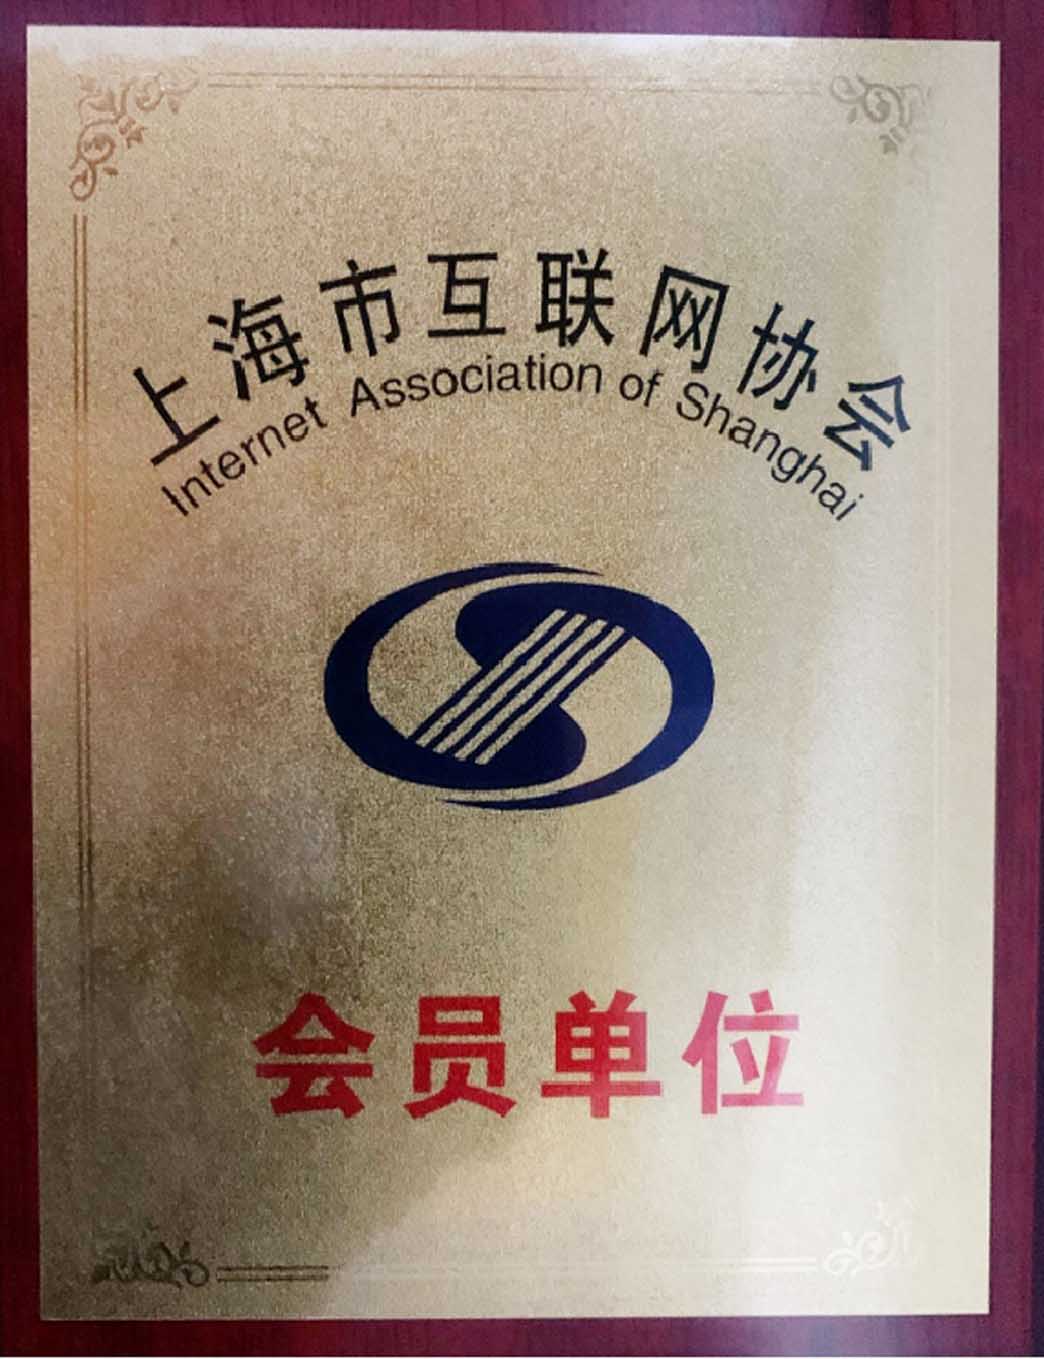 上海市互联网协会
Internet Association of Shanghai
会员单位